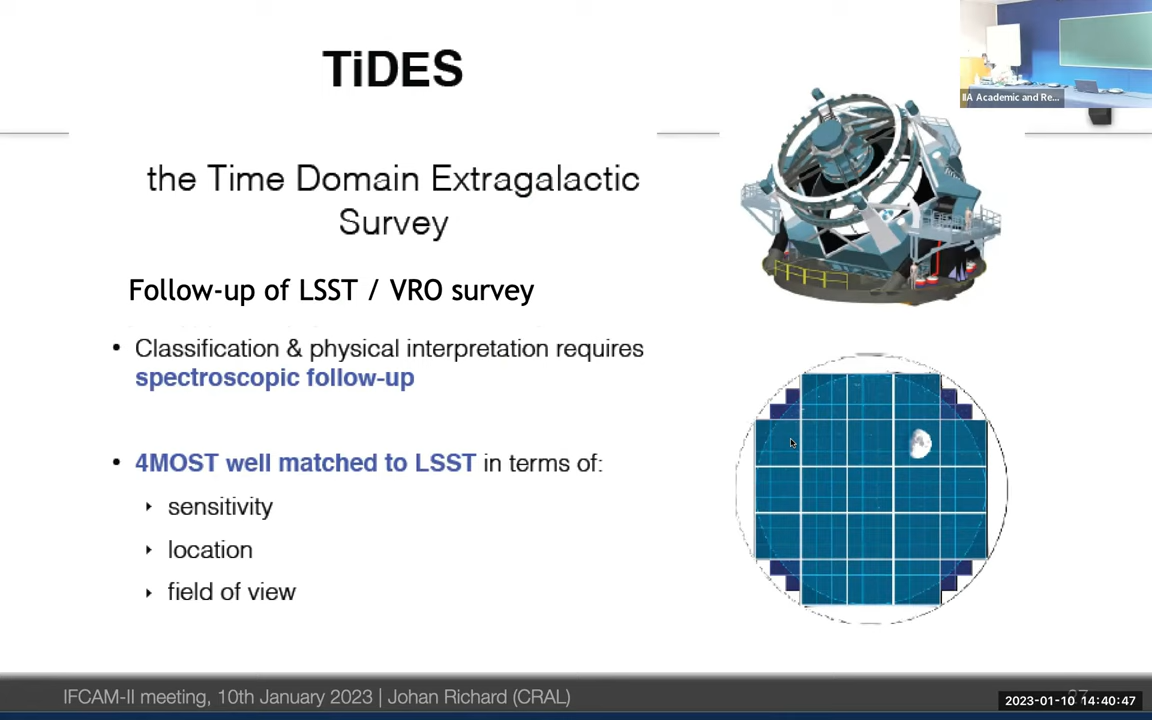 TiDES
IIA Academic and Re...
the Time Domain Extragalactic
Survey
Follow-up of LSST / VRO survey
• Classification & physical interpretation requires
spectroscopic follow-up
• 4MOST well matched to LSST in terms of:
‣ sensitivity
‣ location
‣ field of view
IFCAM-II meeting, 10th January 2023 | Johan Richard (CRAL)
2023-01-10 14:40:47